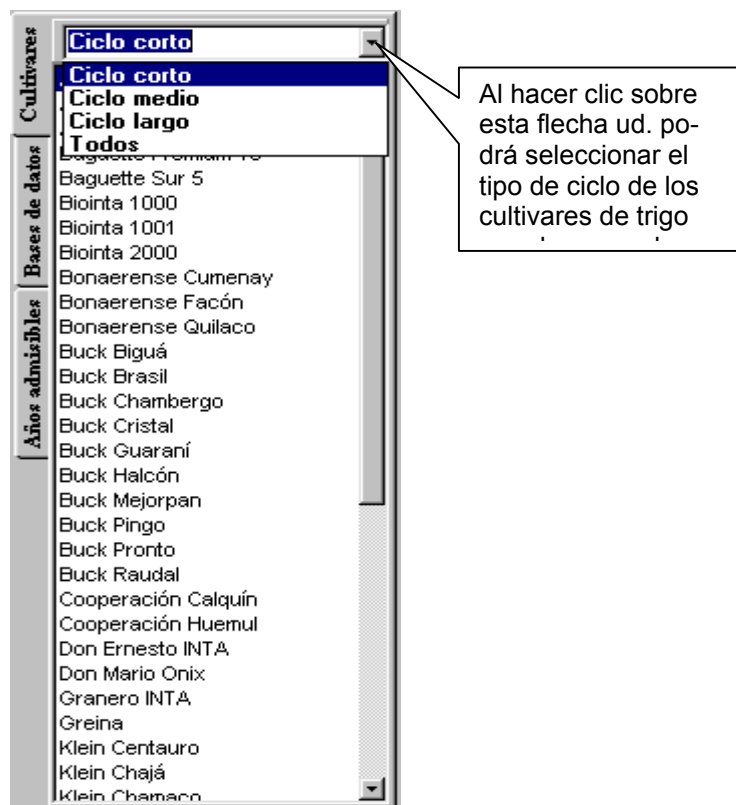 Cultivares
Bases de datos
Años admisibles
Ciclo corto
Ciclo corto
Ciclo medio
Ciclo largo
Todos
Baguette Sur 5
Biointa 1000
Biointa 1001
Biointa 2000
Bonaerense Cumenay
Bonaerense Facón
Bonaerense Quilaco
Buck Biguá
Buck Brasil
Buck Chambergo
Buck Cristal
Buck Guaraní
Buck Halcón
Buck Mejorpan
Buck Pingo
Buck Pronto
Buck Raudal
Cooperación Calquín
Cooperación Huemul
Don Ernesto INTA
Don Mario Onix
Granero INTA
Greina
Klein Centauro
Klein Chajá
Klein Chamaco
Al hacer clic sobre
esta flecha ud. po-
drá seleccionar el
tipo de ciclo de los
cultivares de trigo